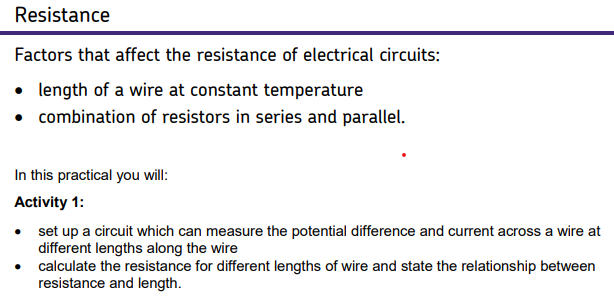 Resistance
Factors that affect the resistance of electrical circuits:
• length of a wire at constant temperature
• combination of resistors in series and parallel.
In this practical you will:
Activity 1:
• set up a circuit which can measure the potential difference and current across a wire at
different lengths along the wire
• calculate the resistance for different lengths of wire and state the relationship between
resistance and length.